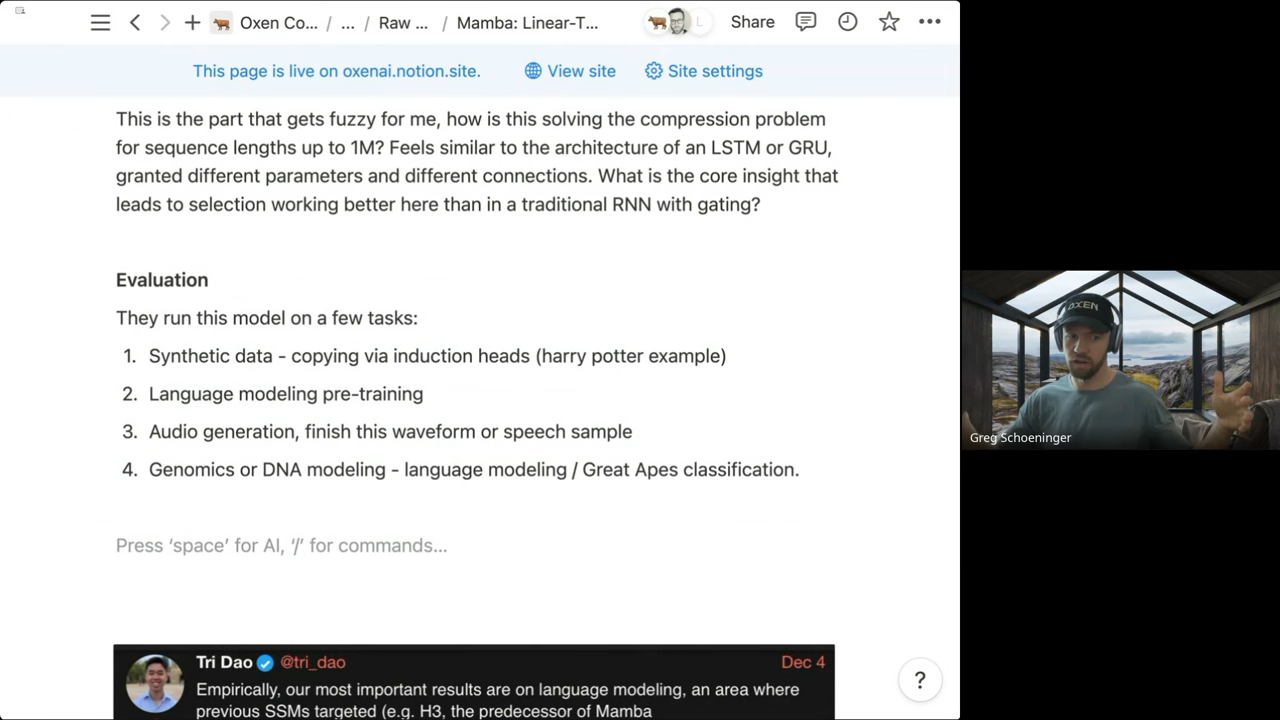 Oxen Co... / ... / Raw ... / Mamba: Linear-T... L Share
This page is live on oxenai.notion.site. View site Site settings
This is the part that gets fuzzy for me, how is this solving the compression problem
for sequence lengths up to 1M? Feels similar to the architecture of an LSTM or GRU,
granted different parameters and different connections. What is the core insight that
leads to selection working better here than in a traditional RNN with gating?
Evaluation
They run this model on a few tasks:
1. Synthetic data - copying via induction heads (harry potter example)
2. Language modeling pre-training
3. Audio generation, finish this waveform or speech sample
4. Genomics or DNA modeling - language modeling / Great Apes classification.
Press ‘space’ for AI, ‘/’ for commands...
Tri Dao @tri_dao Dec 4
Empirically, our most important results are on language modeling, an area where
previous SSMs targeted (e.g. H3, the predecessor of Mamba
?
OXEN
Greg Schoeninger